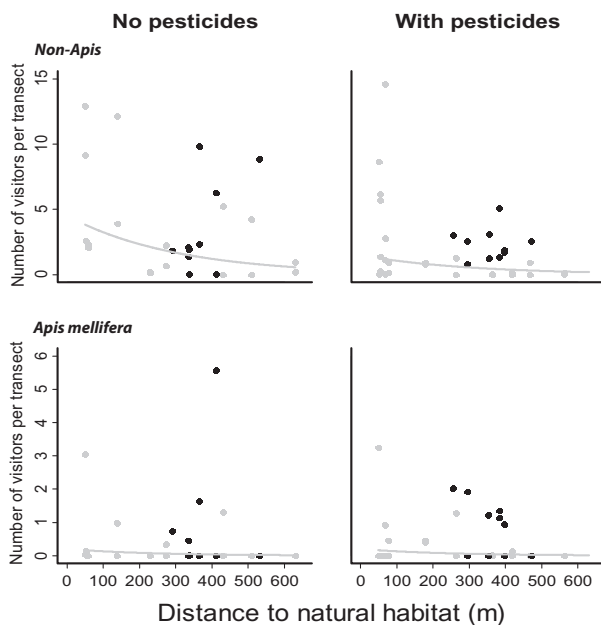 No pesticides
With pesticides
Non-Apis
Number of visitors per transect
15
10
5
0
Apis mellifera
Number of visitors per transect
6
5
4
3
2
1
0
0 100 200 300 400 500 600
0 100 200 300 400 500 600
Distance to natural habitat (m)